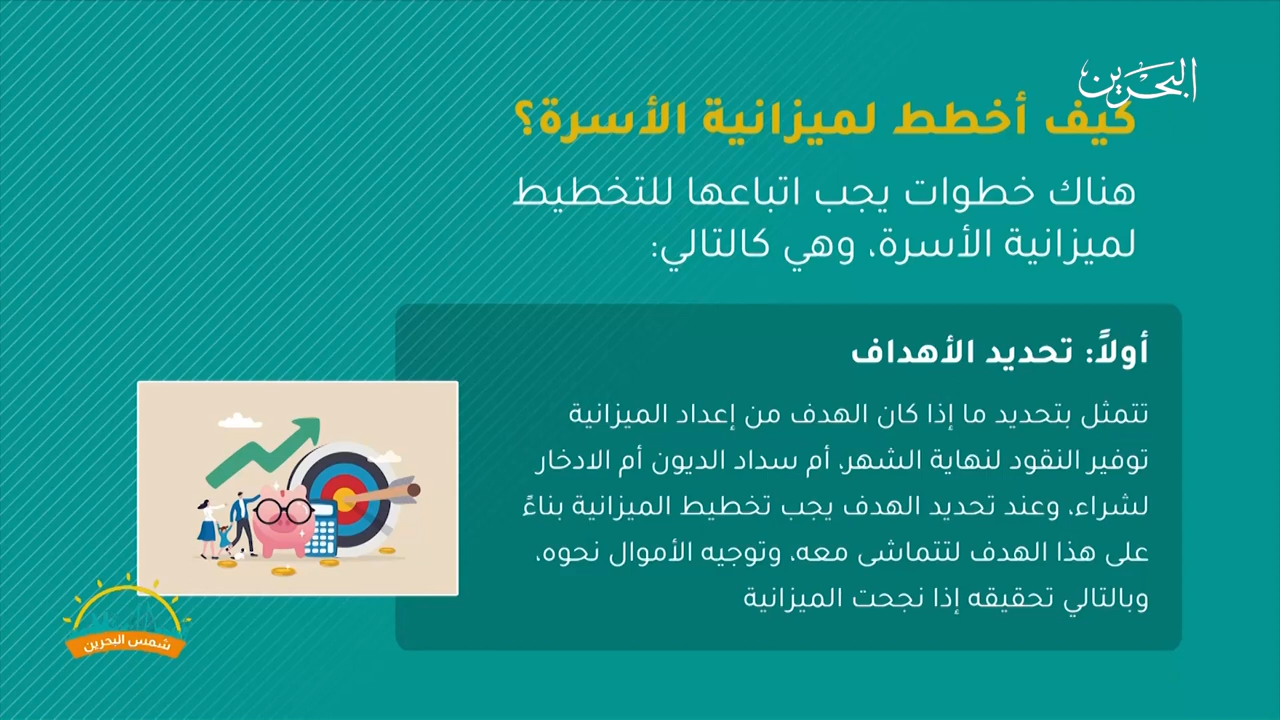 البحرين
كيف أخطط لميزانية الأسرة؟
هناك خطوات يجب اتباعها للتخطيط
لميزانية الأسرة، وهي كالتالي:
أولاً: تحديد الأهداف
تتمثل بتحديد ما إذا كان الهدف من إعداد الميزانية
توفير النقود لنهاية الشهر، أم سداد الديون أم الادخار
لشراء، وعند تحديد الهدف يجب تخطيط الميزانية بناءً
على هذا الهدف لتتماشى معه، وتوجيه الأموال نحوه،
وبالتالي تحقيقه إذا نجحت الميزانية
شمس البحرين